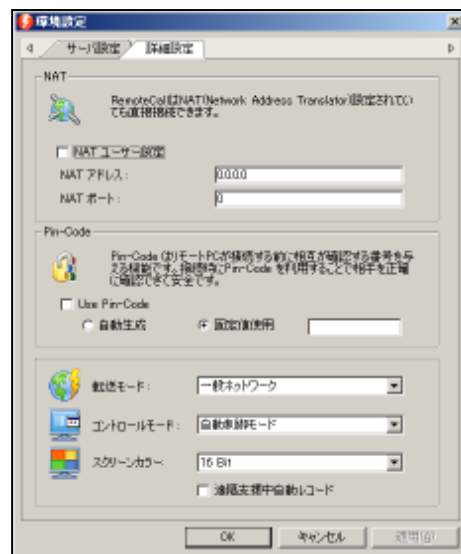 環境設定
サーバ設定 詳細設定
NAT
RemoteCallはNAT(Network Address Translator)設定されてい
ても直接接続できます。
NAT ユーザー設定
NAT アドレス: 0.0.0.0
NAT ポート: 0
Pin-Code
Pin-Code はリモートPCが接続する前に相互が確認する番号を与
える機能です。接続時にPin-Code を利用することで相手を正確
に確認できて安全です。
Use Pin-Code
自動生成 固定値使用
転送モード: 一般ネットワーク
コントロールモード: 自動制御モード
スクリーンカラー: 16 Bit
遠隔支援中自動レコード
OK キャンセル 適用(A)